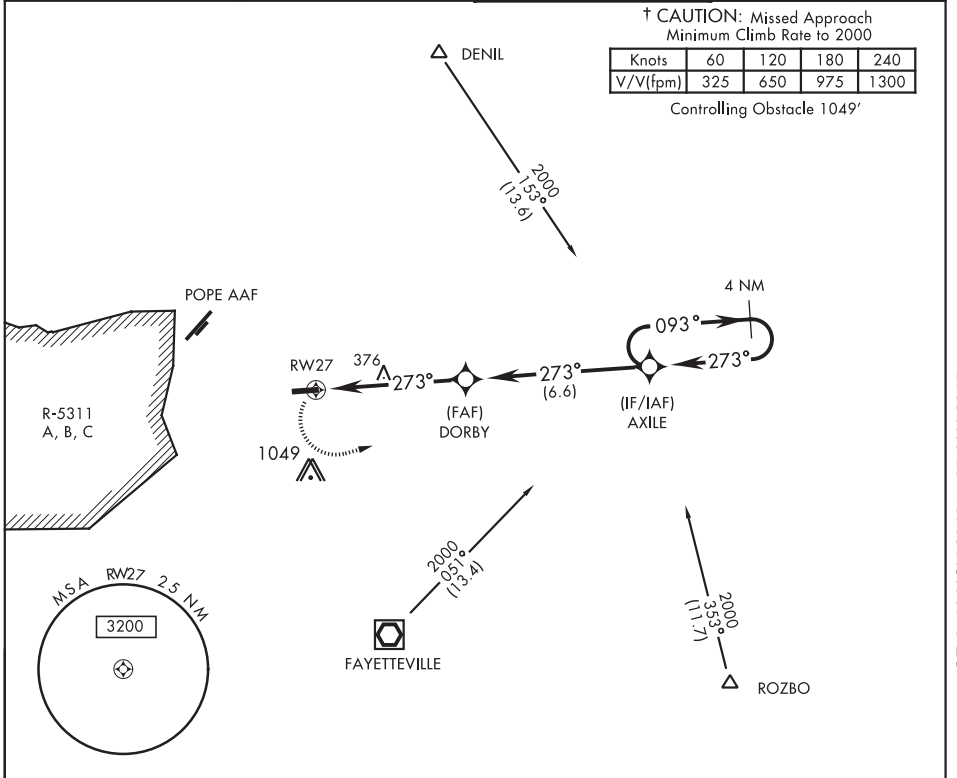 † CAUTION: Missed Approach
Minimum Climb Rate to 2000
Knots 60 120 180 240
V/V(fpm) 325 650 975 1300
Controlling Obstacle 1049'
DENIL
2000
153°
(13.6)
POPE AAF
4 NM
093°
273°
RW27
376
273°
273°
(6.6)
(FAF)
DORBY
(IF/IAF)
AXILE
R-5311
A, B, C
1049
2000
051°
(13.4)
FAYETTEVILLE
2000
353°
(11.7)
ROZBO
MSA RW27 25 NM
3200